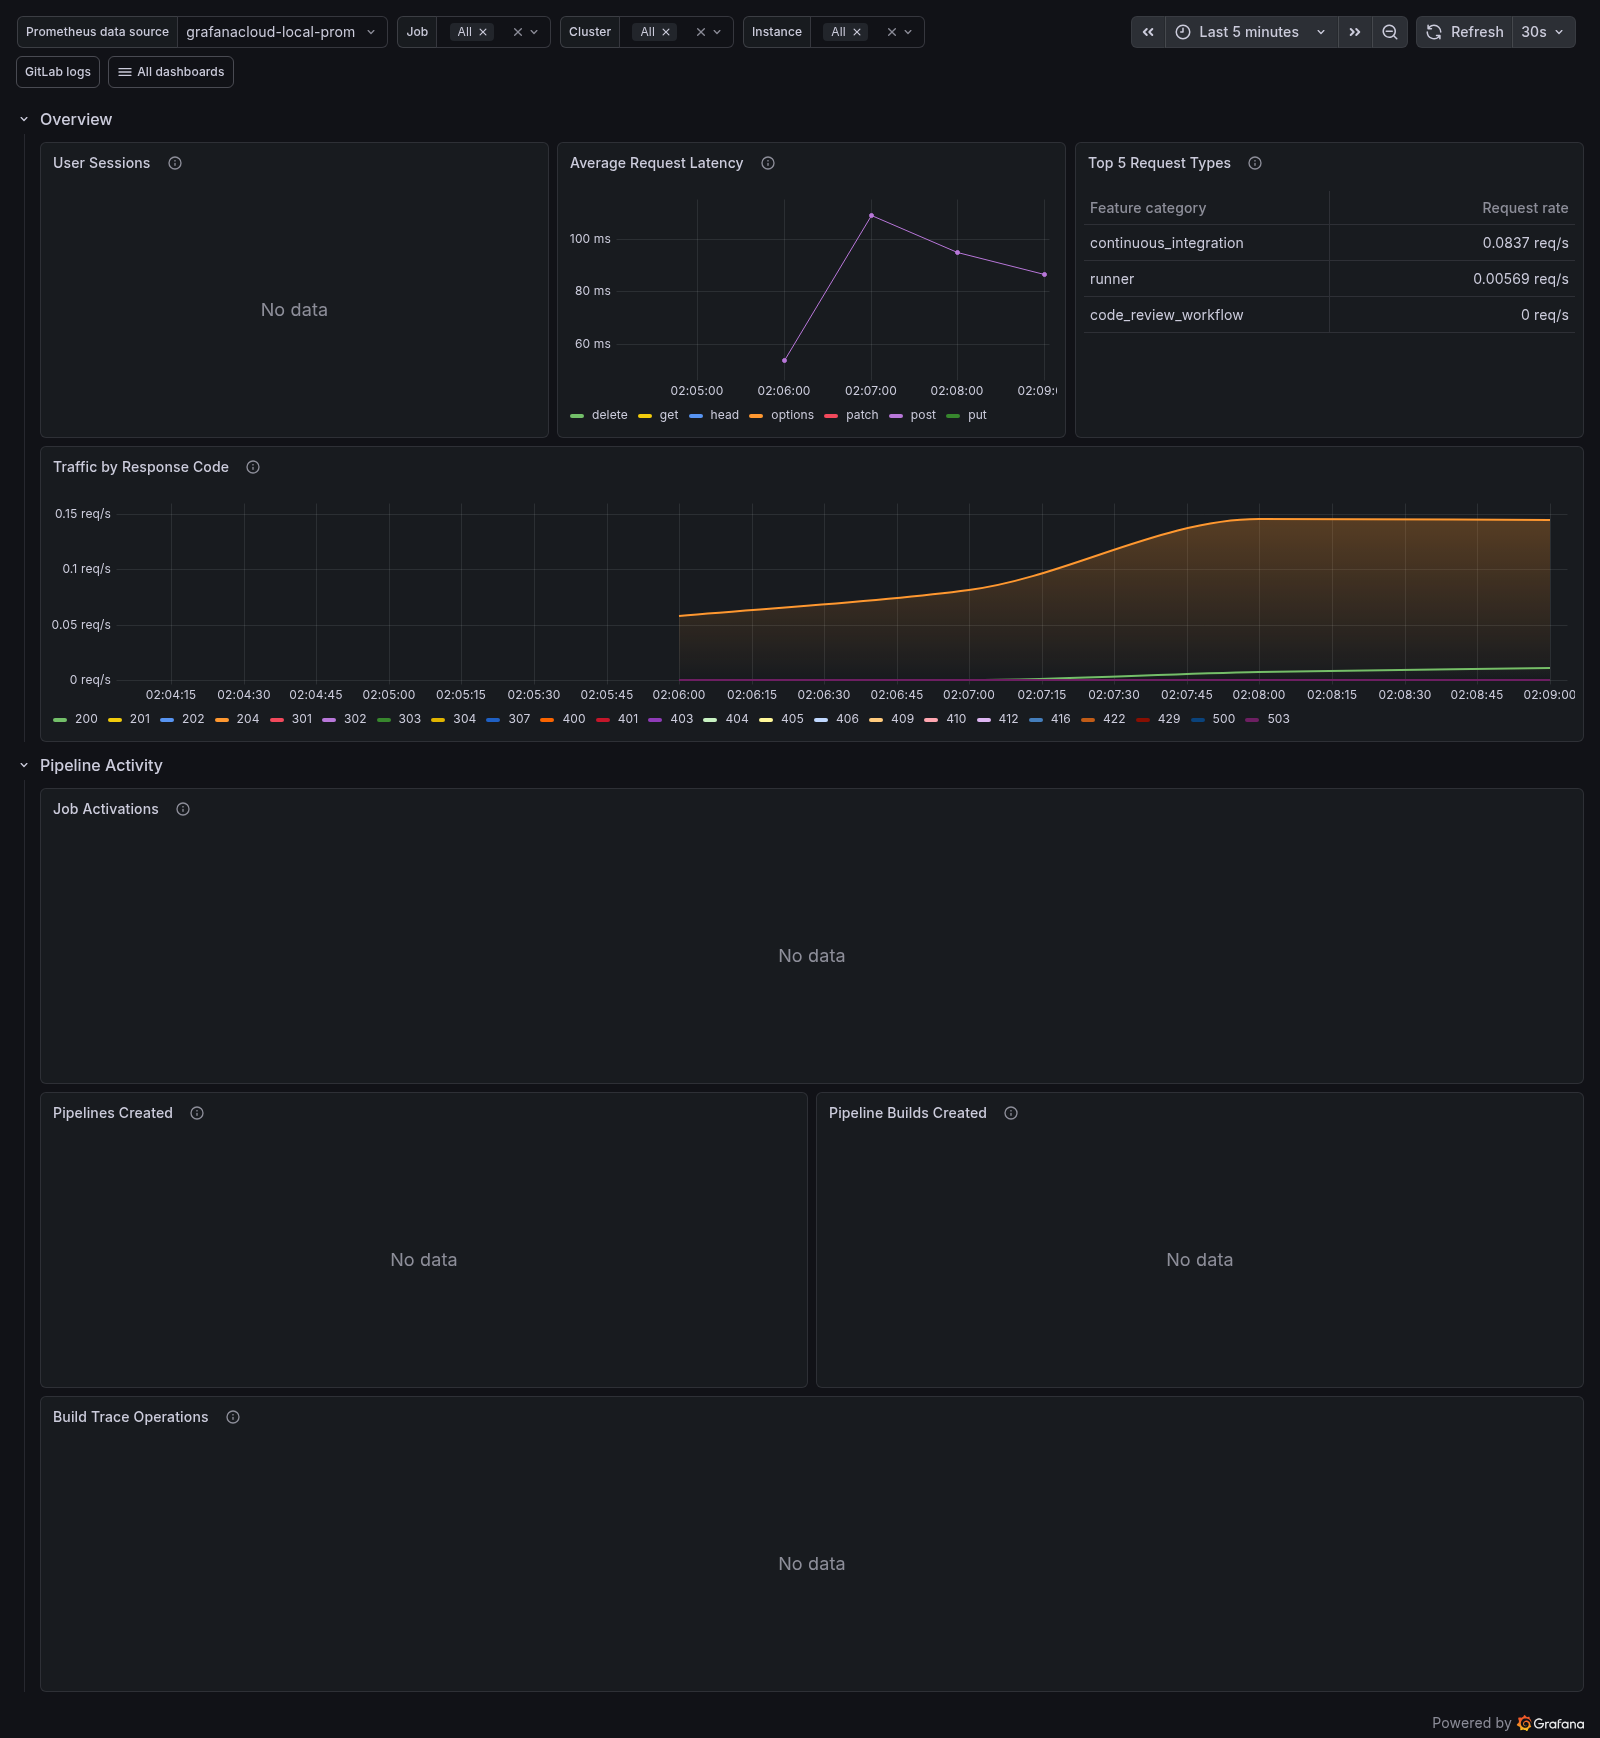 Prometheus data source grafanacloud-local-prom Job All Cluster All Instance All Last 5 minutes Refresh 30s
GitLab logs All dashboards
Overview
User Sessions
No data
Average Request Latency
100 ms
80 ms
60 ms
02:05:00 02:06:00 02:07:00 02:08:00 02:09:
delete get head options patch post put
Top 5 Request Types
Feature category Request rate
continuous_integration 0.0837 req/s
runner 0.00569 req/s
code_review_workflow 0 req/s
Traffic by Response Code
0.15 req/s
0.1 req/s
0.05 req/s
0 req/s
02:04:15 02:04:30 02:04:45 02:05:00 02:05:15 02:05:30 02:05:45 02:06:00 02:06:15 02:06:30 02:06:45 02:07:00 02:07:15 02:07:30 02:07:45 02:08:00 02:08:15 02:08:30 02:08:45 02:09:00
200 201 202 204 301 302 303 304 307 400 401 403 404 405 406 409 410 412 416 422 429 500 503
Pipeline Activity
Job Activations
No data
Pipelines Created
No data
Pipeline Builds Created
No data
Build Trace Operations
No data
Powered by Grafana